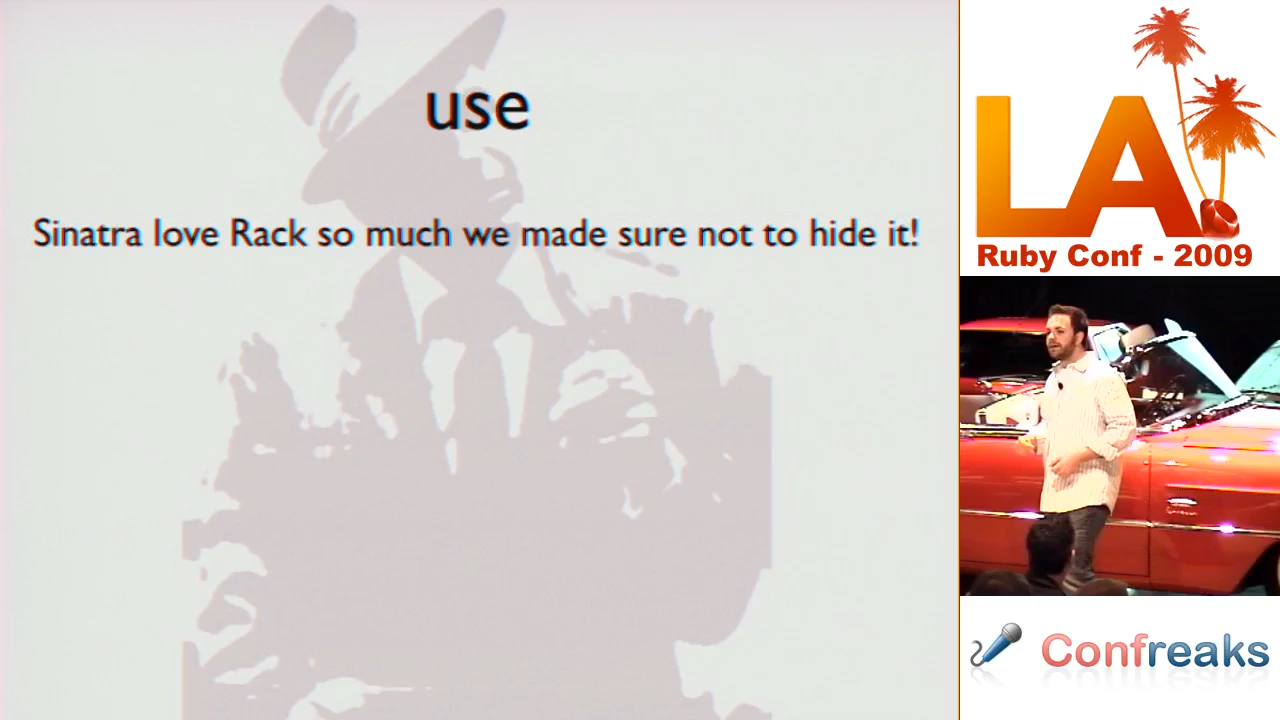 use
Sinatra love Rack so much we made sure not to hide it!
LA
Ruby Conf - 2009
Confreaks